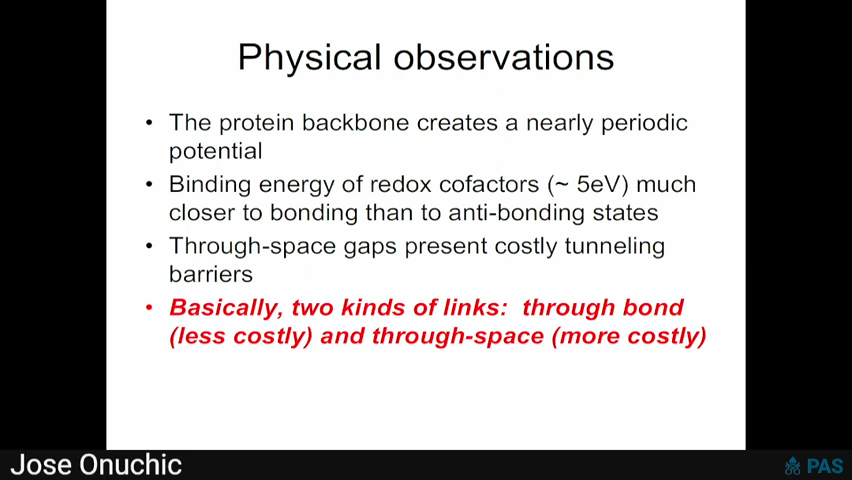 Physical observations
• The protein backbone creates a nearly periodic
potential
• Binding energy of redox cofactors (~ 5eV) much
closer to bonding than to anti-bonding states
• Through-space gaps present costly tunneling
barriers
• Basically, two kinds of links:  through bond
(less costly) and through-space (more costly)
Jose Onuchic
PAS